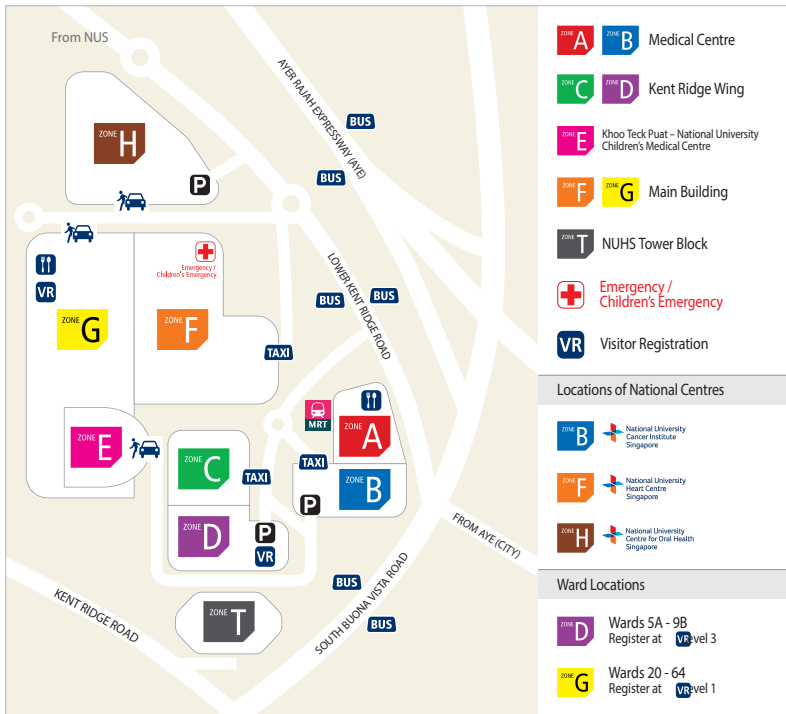 From NUS
AYER RAJAH EXPRESSWAY (AYE)
BUS
BUS
ZONE H
P
Emergency /
Children's Emergency
VR
ZONE G
ZONE F
LOWER KENT RIDGE ROAD
BUS
BUS
TAXI
MRT
ZONE A
ZONE E
ZONE C
TAXI
TAXI
ZONE B
P
ZONE D
P
VR
FROM AYE (CITY)
BUS
BUS
SOUTH BUONA VISTA ROAD
KENT RIDGE ROAD
ZONE T
ZONE A ZONE B Medical Centre
ZONE C ZONE D Kent Ridge Wing
ZONE E Khoo Teck Puat – National University
Children's Medical Centre
ZONE F ZONE G Main Building
ZONE T NUHS Tower Block
Emergency /
Children's Emergency
VR Visitor Registration
Locations of National Centres
ZONE B National University
Cancer Institute
Singapore
ZONE F National University
Heart Centre
Singapore
ZONE H National University
Centre for Oral Health
Singapore
Ward Locations
ZONE D Wards 5A - 9B
Register at VR evel 3
ZONE G Wards 20 - 64
Register at VR evel 1